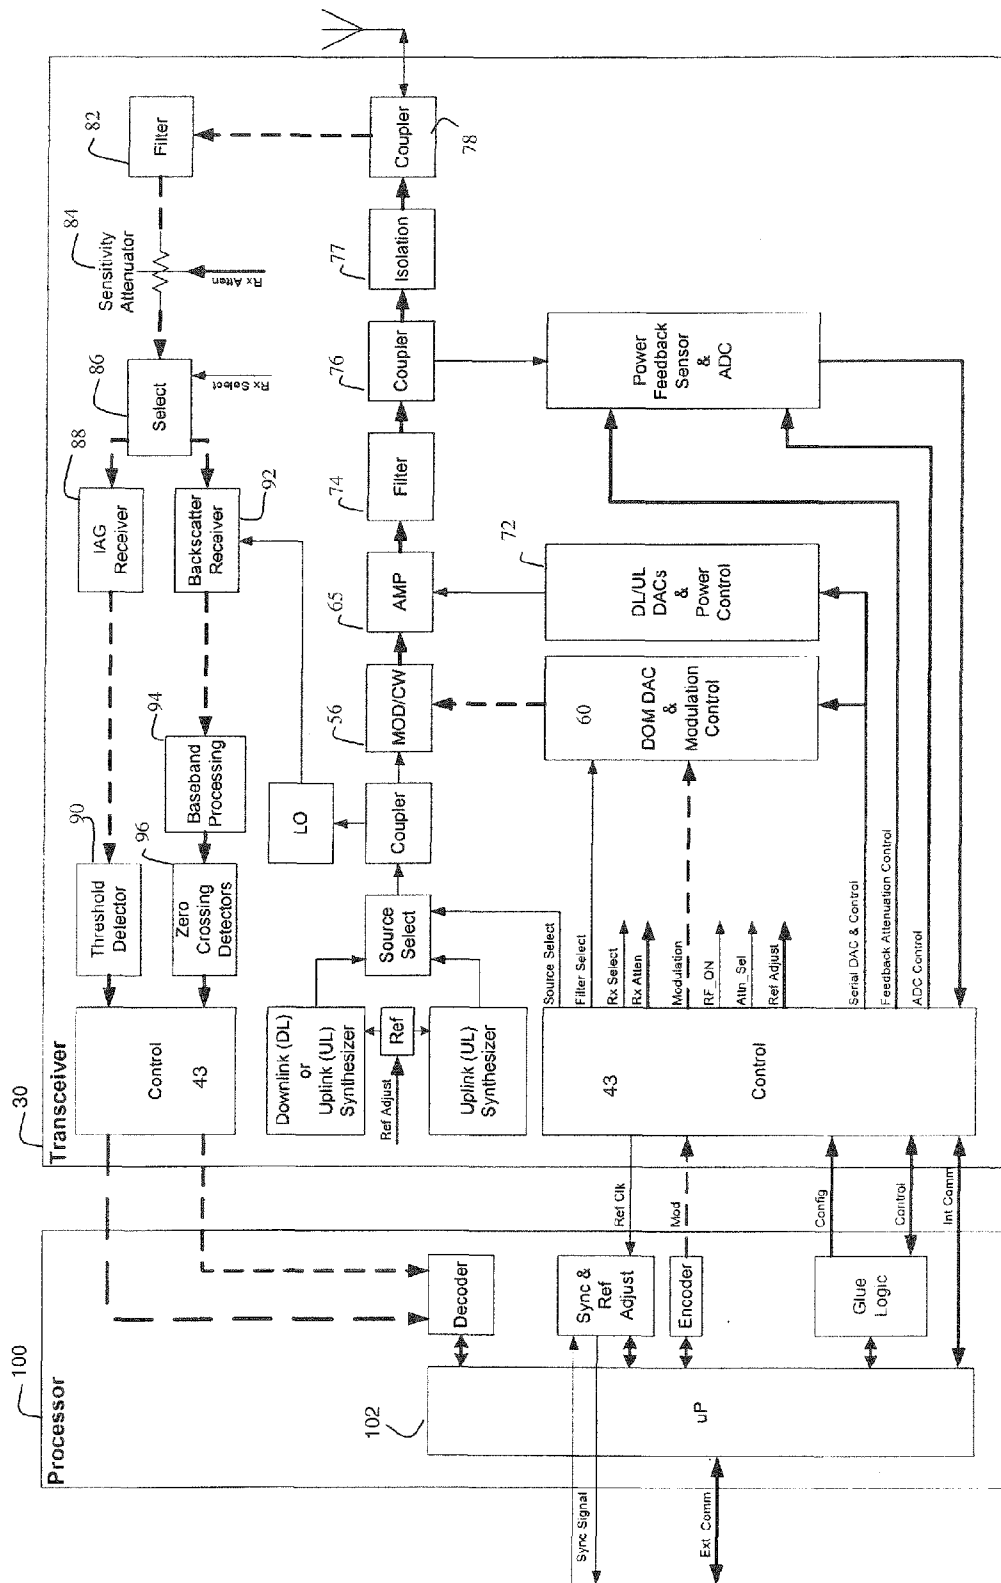 100
Processor
102
uP
Decoder
Sync &
Ref
Adjust
Encoder
Glue
Logic
Sync Signal
Ext Comm
Ref Clk
Mod
Config
Control
Int Comm
30
Transceiver
Control
43
90
Threshold
Detector
96
Zero
Crossing
Detectors
94
Baseband
Processing
88
IAG
Receiver
92
Backscatter
Receiver
86
Select
Rx Select
84
Sensitivity
Attenuator
Rx Atten
82
Filter
Downlink (DL)
or
Uplink (UL)
Synthesizer
Ref Adjust
Ref
Uplink (UL)
Synthesizer
Source
Select
LO
Coupler
56
MOD/CW
65
AMP
74
Filter
76
Coupler
77
Isolation
Coupler
78
43
Control
Source Select
Filter Select
Rx Select
Rx Atten
Modulation
RF_ON
Attn_Sel
Ref Adjust
Serial DAC & Control
Feedback Attenuation Control
ADC Control
60
DOM DAC
&
Modulation
Control
72
DL/UL
DACs
&
Power
Control
Power
Feedback
Sensor
&
ADC